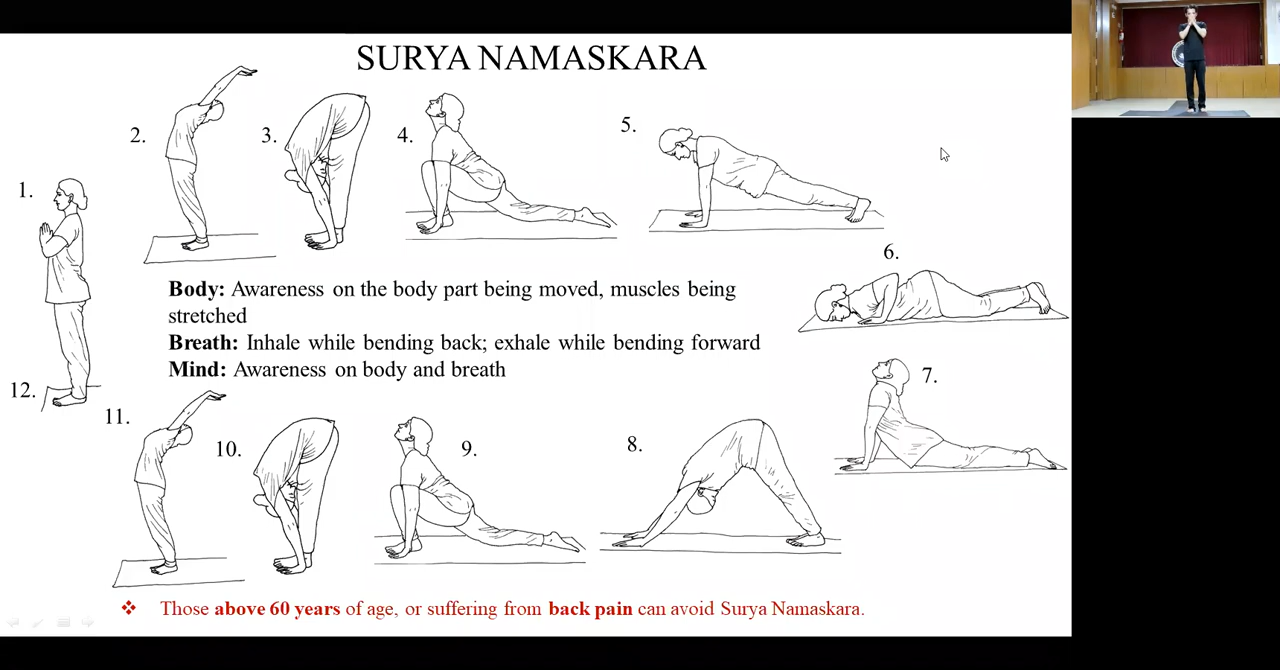 SURYA NAMASKARA
1.
2.
3.
4.
5.
6.
Body: Awareness on the body part being moved, muscles being
stretched
Breath: Inhale while bending back; exhale while bending forward
Mind: Awareness on body and breath
7.
8.
9.
10.
11.
12.
❖ Those above 60 years of age, or suffering from back pain can avoid Surya Namaskara.